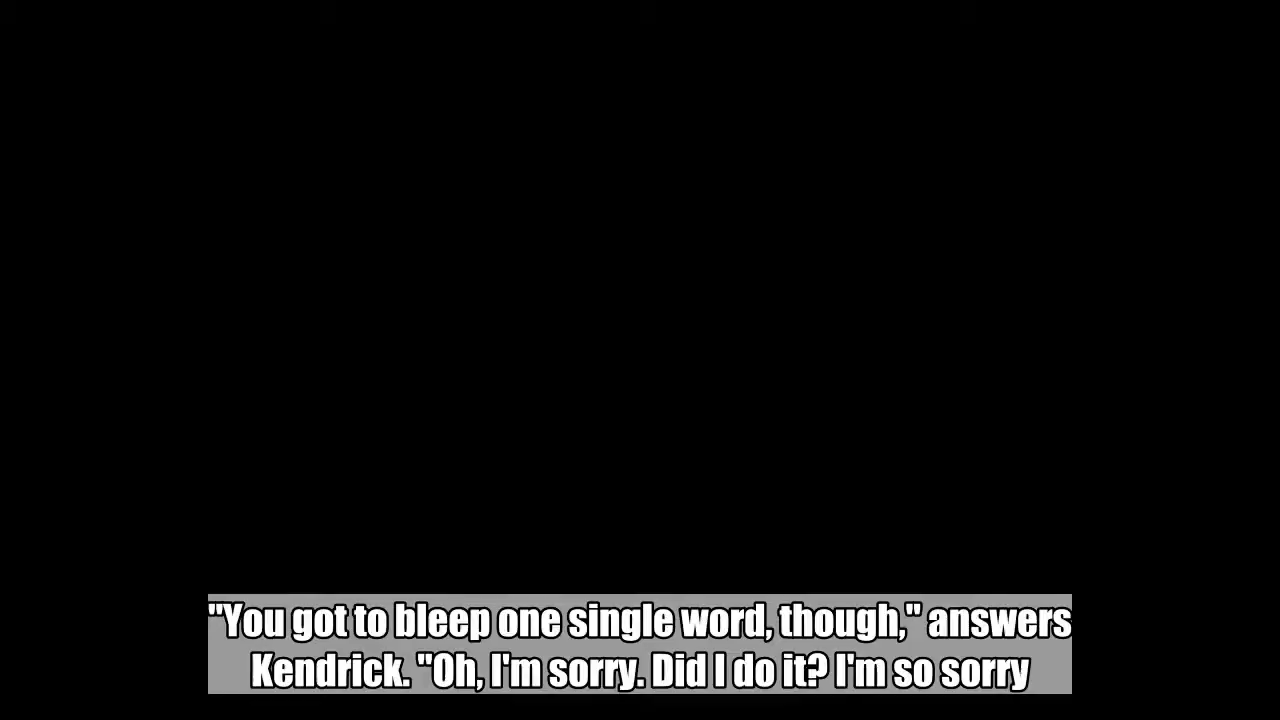 "You got to bleep one single word, though," answers
Kendrick. "Oh, I'm sorry. Did I do it? I'm so sorry